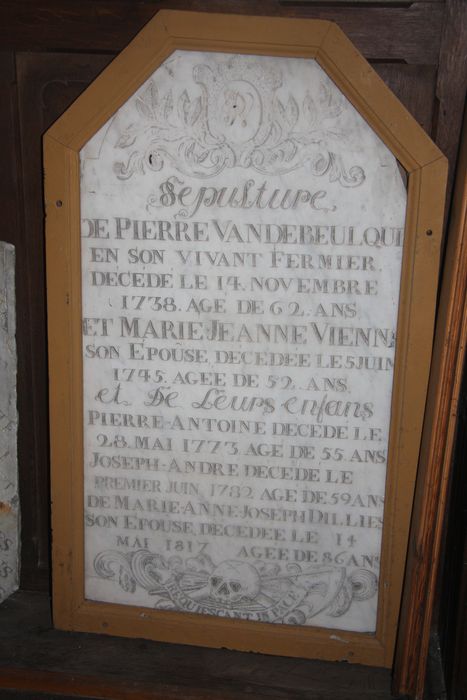 Sepulture
DE PIERRE VANDEBEULQUE
EN SON VIVANT FERMIER
DECEDE LE 14. NOVEMBRE
1738. AGE DE 62. ANS
ET MARIE-JEANNE VIENNE
SON EPOUSE, DECEDEE LE 5 JUIN
1745. AGEE DE 52. ANS.
et De Leurs enfans
PIERRE-ANTOINE DECEDE LE
28. MAI 1773 AGE DE 55. ANS
JOSEPH-ANDRE DECEDE LE
PREMIER JUIN 1782 AGE DE 59 ANS
DE MARIE-ANNE JOSEPH DILLIES
SON EPOUSE DECEDEE LE 14
MAI 1817 AGEE DE 86 ANS
REQUIESCANT IN PACE